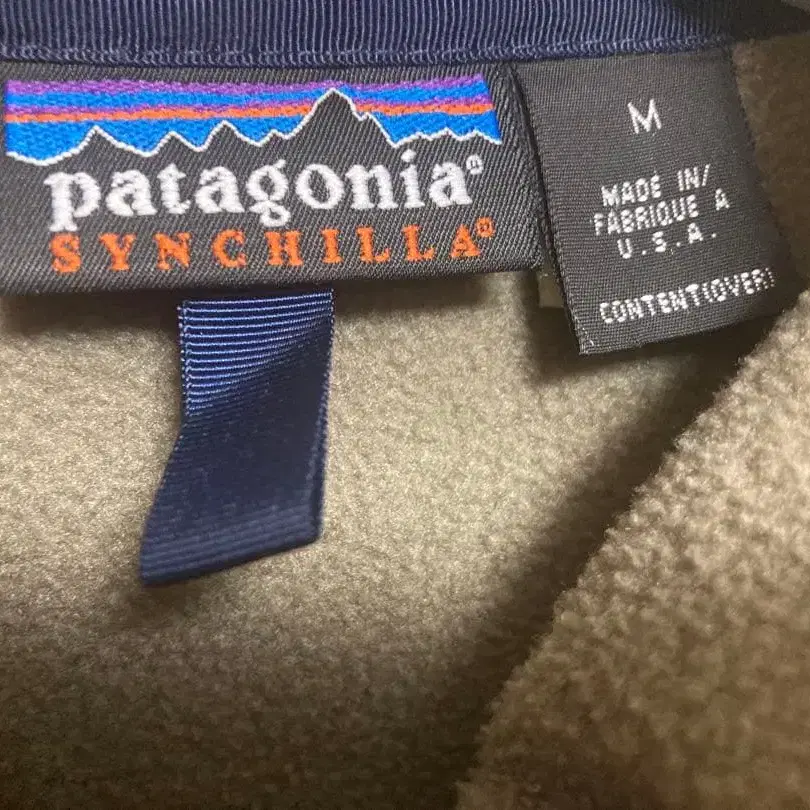 patagonia®
SYNCHILLA®
M
MADE IN/
FABRIQUE A
U.S.A.
CONTENT(OVER)